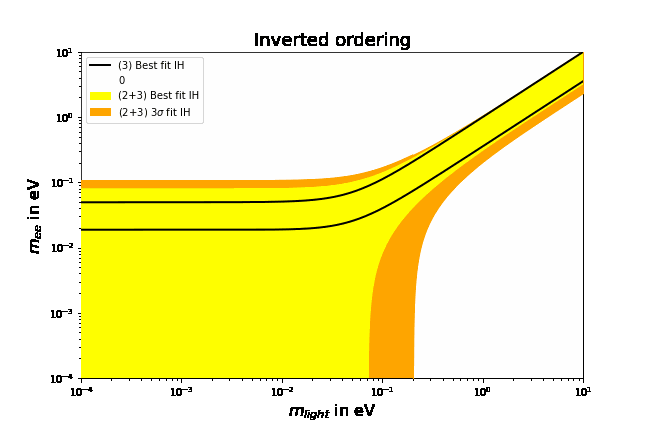 Inverted ordering
10¹
10⁰
10⁻¹
10⁻²
10⁻³
10⁻⁴
m_ee in eV
(3) Best fit IH
0
(2+3) Best fit IH
(2+3) 3σ fit IH
10⁻⁴ 10⁻³ 10⁻² 10⁻¹ 10⁰ 10¹
m_light in eV